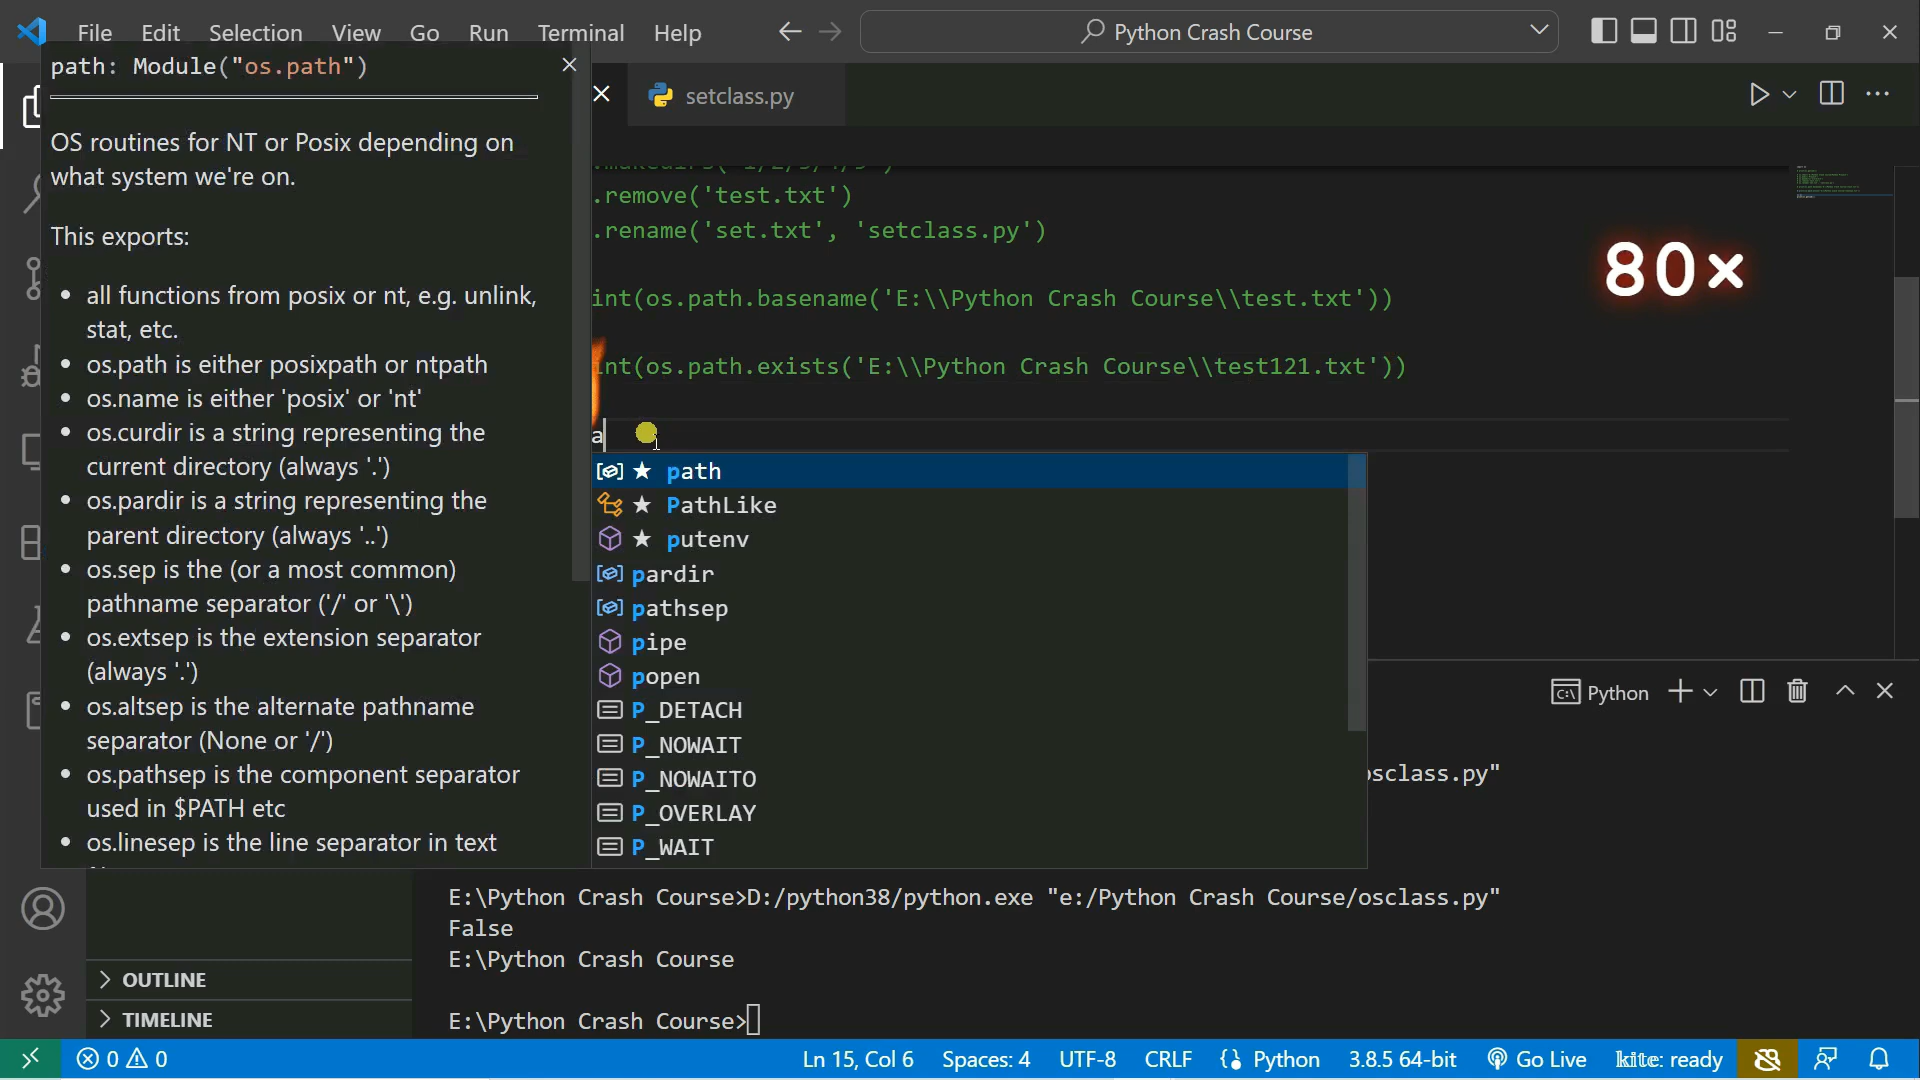 File Edit Selection View Go Run Terminal Help
Python Crash Course
path: Module("os.path")
OS routines for NT or Posix depending on
what system we're on.
This exports:
• all functions from posix or nt, e.g. unlink,
stat, etc.
• os.path is either posixpath or ntpath
• os.name is either 'posix' or 'nt'
• os.curdir is a string representing the
current directory (always '.')
• os.pardir is a string representing the
parent directory (always '..')
• os.sep is the (or a most common)
pathname separator ('/' or '\')
• os.extsep is the extension separator
(always '.')
• os.altsep is the alternate pathname
separator (None or '/')
• os.pathsep is the component separator
used in $PATH etc
• os.linesep is the line separator in text
setclass.py
.remove('test.txt')
.rename('set.txt', 'setclass.py')
int(os.path.basename('E:\\Python Crash Course\\test.txt'))
int(os.path.exists('E:\\Python Crash Course\\test121.txt'))
a
80×
path
PathLike
putenv
pardir
pathsep
pipe
popen
P_DETACH
P_NOWAIT
P_NOWAITO
P_OVERLAY
P_WAIT
Python
osclass.py"
E:\Python Crash Course>D:/python38/python.exe "e:/Python Crash Course/osclass.py"
False
E:\Python Crash Course
E:\Python Crash Course>
OUTLINE
TIMELINE
0 0
Ln 15, Col 6 Spaces: 4 UTF-8 CRLF Python 3.8.5 64-bit Go Live kite: ready